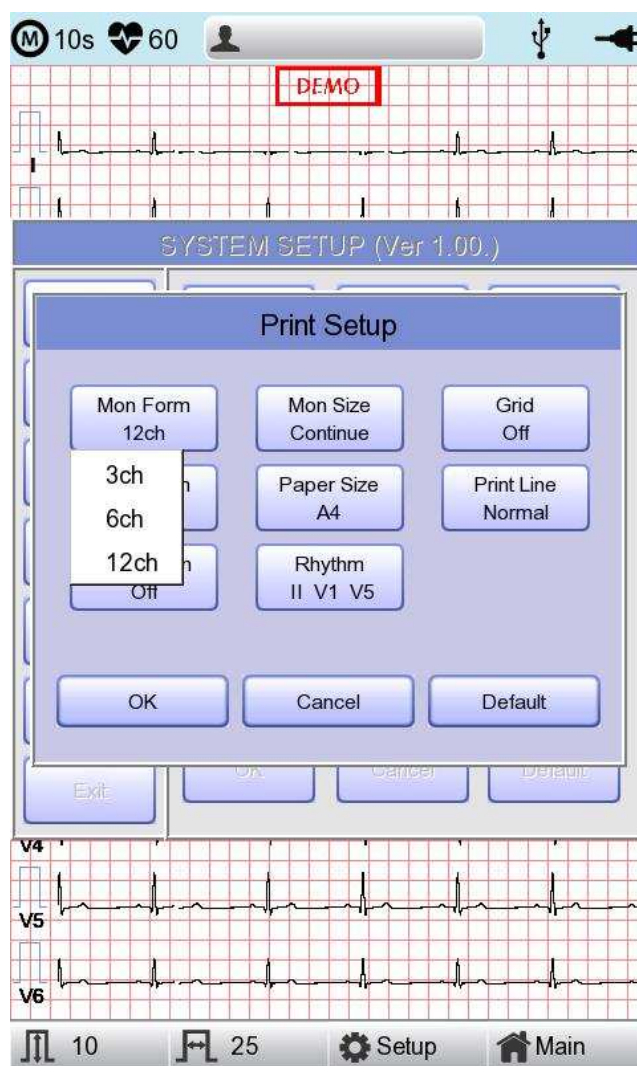 M 10s 60
DEMO
I
SYSTEM SETUP (Ver 1.00.)
Print Setup
Mon Form
12ch
Mon Size
Continue
Grid
Off
3ch
6ch
12ch
Paper Size
A4
Print Line
Normal
Off
Rhythm
II V1 V5
OK Cancel Default
Exit OK Cancel Default
V4
V5
V6
10 25 Setup Main